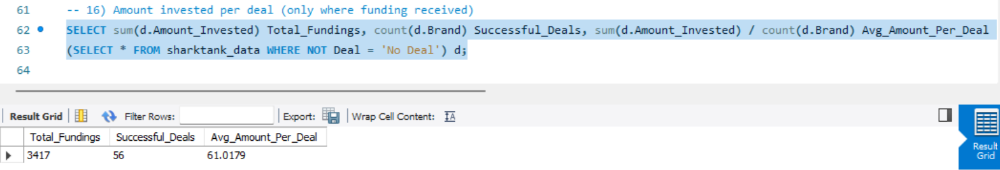 61 -- 16) Amount invested per deal (only where funding received)
62 SELECT sum(d.Amount_Invested) Total_Fundings, count(d.Brand) Successful_Deals, sum(d.Amount_Invested) / count(d.Brand) Avg_Amount_Per_Deal
63 (SELECT * FROM sharktank_data WHERE NOT Deal = 'No Deal') d;
64
Result Grid Filter Rows: Export: Wrap Cell Content: IA
Total_Fundings Successful_Deals Avg_Amount_Per_Deal
3417 56 61.0179
Result
Grid